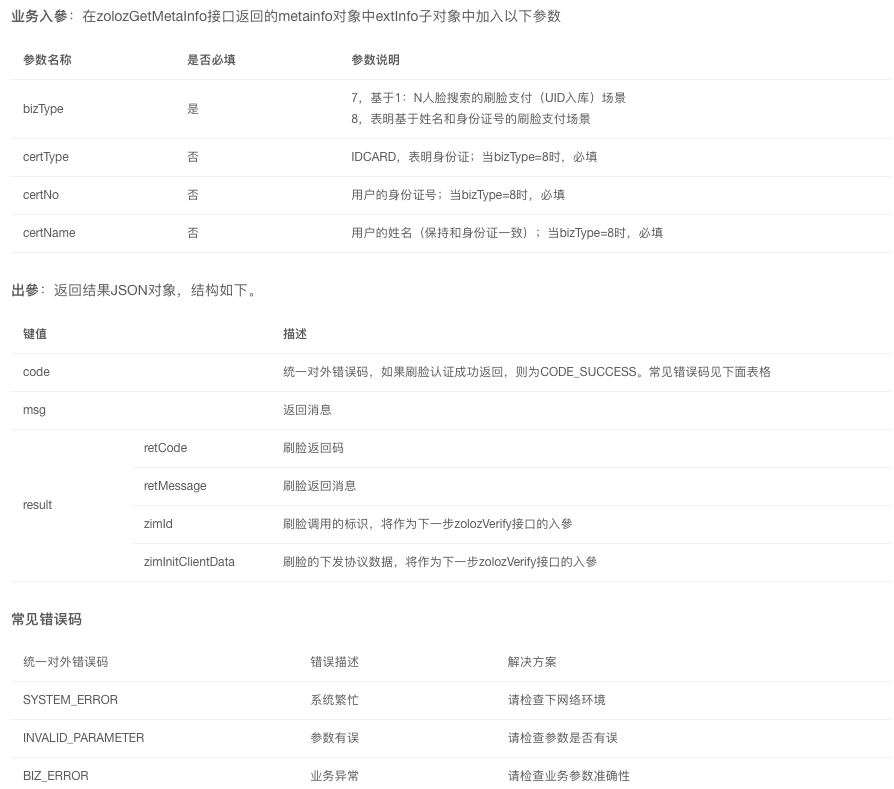 业务入参：在zolozGetMetaInfo接口返回的metainfo对象中extInfo子对象中加入以下参数
参数名称 是否必填 参数说明
bizType 是 7，基于1：N人脸搜索的刷脸支付（UID入库）场景
8，表明基于姓名和身份证号的刷脸支付场景
certType 否 IDCARD，表明身份证；当bizType=8时，必填
certNo 否 用户的身份证号；当bizType=8时，必填
certName 否 用户的姓名（保持和身份证一致）；当bizType=8时，必填
出参：返回结果JSON对象，结构如下。
键值 描述
code 统一对外错误码，如果刷脸认证成功返回，则为CODE_SUCCESS。常见错误码见下面表格
msg 返回消息
result
retCode 刷脸返回码
retMessage 刷脸返回消息
zimId 刷脸调用的标识，将作为下一步zolozVerify接口的入参
zimInitClientData 刷脸的下发协议数据，将作为下一步zolozVerify接口的入参
常见错误码
统一对外错误码 错误描述 解决方案
SYSTEM_ERROR 系统繁忙 请检查下网络环境
INVALID_PARAMETER 参数有误 请检查参数是否有误
BIZ_ERROR 业务异常 请检查业务参数准确性